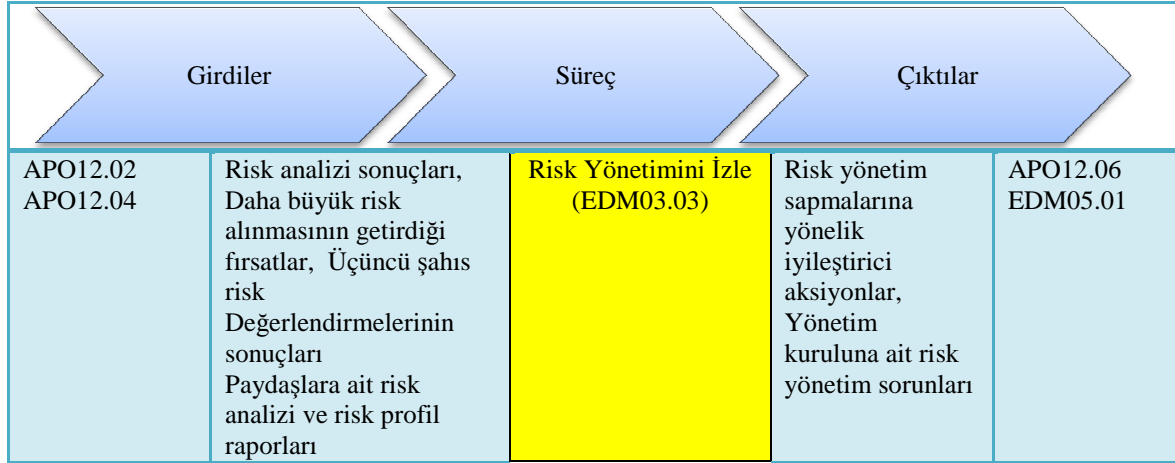 Girdiler
Süreç
Çıktılar
APO12.02
APO12.04
Risk analizi sonuçları,
Daha büyük risk
alınmasının getirdiği
fırsatlar, Üçüncü şahıs
risk
Değerlendirmelerinin
sonuçları
Paydaşlara ait risk
analizi ve risk profil
raporları
Risk Yönetimini İzle
(EDM03.03)
Risk yönetim
sapmalarına
yönelik
iyileştirici
aksiyonlar,
Yönetim
kuruluna ait risk
yönetim sorunları
APO12.06
EDM05.01